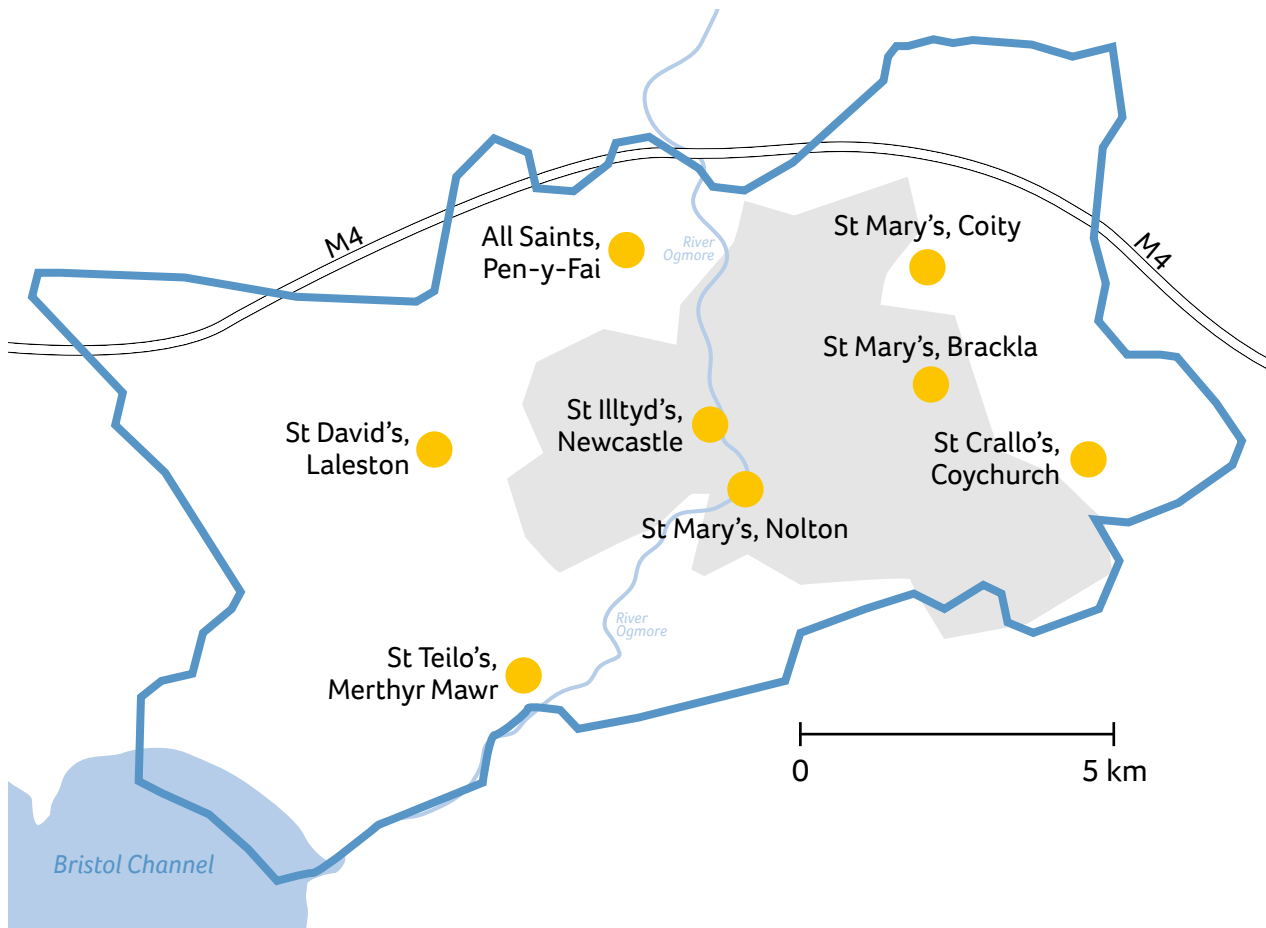 M4
All Saints,
Pen-y-Fai
River
Ogmore
St Mary’s, Coity
M4
St Mary’s, Brackla
St Illtyd’s,
Newcastle
St David’s,
Laleston
St Crallo’s,
Coychurch
St Mary’s, Nolton
River
Ogmore
St Teilo’s,
Merthyr Mawr
0
5 km
Bristol Channel